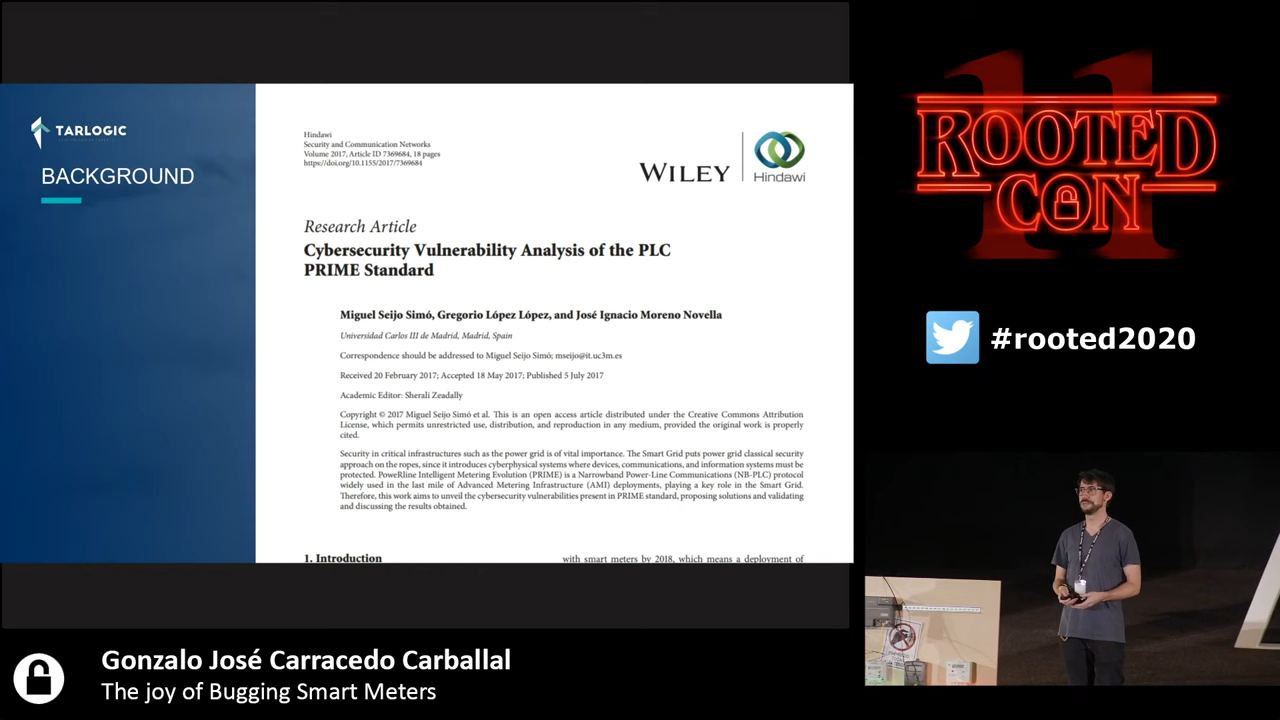 TARLOGIC
BACKGROUND
Hindawi
Security and Communication Networks
Volume 2017, Article ID 7369684, 18 pages
https://doi.org/10.1155/2017/7369684
WILEY
Hindawi
Research Article
Cybersecurity Vulnerability Analysis of the PLC
PRIME Standard
Miguel Seijo Simó, Gregorio López López, and José Ignacio Moreno Novella
Universidad Carlos III de Madrid, Madrid, Spain
Correspondence should be addressed to Miguel Seijo Simó; mseijo@it.uc3m.es
Received 20 February 2017; Accepted 18 May 2017; Published 5 July 2017
Academic Editor: Sherali Zeadally
Copyright © 2017 Miguel Seijo Simó et al. This is an open access article distributed under the Creative Commons Attribution
License, which permits unrestricted use, distribution, and reproduction in any medium, provided the original work is properly
cited.
Security in critical infrastructures such as the power grid is of vital importance. The Smart Grid puts power grid classical security
approach on the ropes, since it introduces cyberphysical systems where devices, communications, and information systems must be
protected. PoweRline Intelligent Metering Evolution (PRIME) is a Narrowband Power-Line Communications (NB-PLC) protocol
widely used in the last mile of Advanced Metering Infrastructure (AMI) deployments, playing a key role in the Smart Grid.
Therefore, this work aims to unveil the cybersecurity vulnerabilities present in PRIME standard, proposing solutions and validating
and discussing the results obtained.
1. Introduction
with smart meters by 2018, which means a deployment of
11
ROOTED
CON
#rooted2020
Gonzalo José Carracedo Carballal
The joy of Bugging Smart Meters